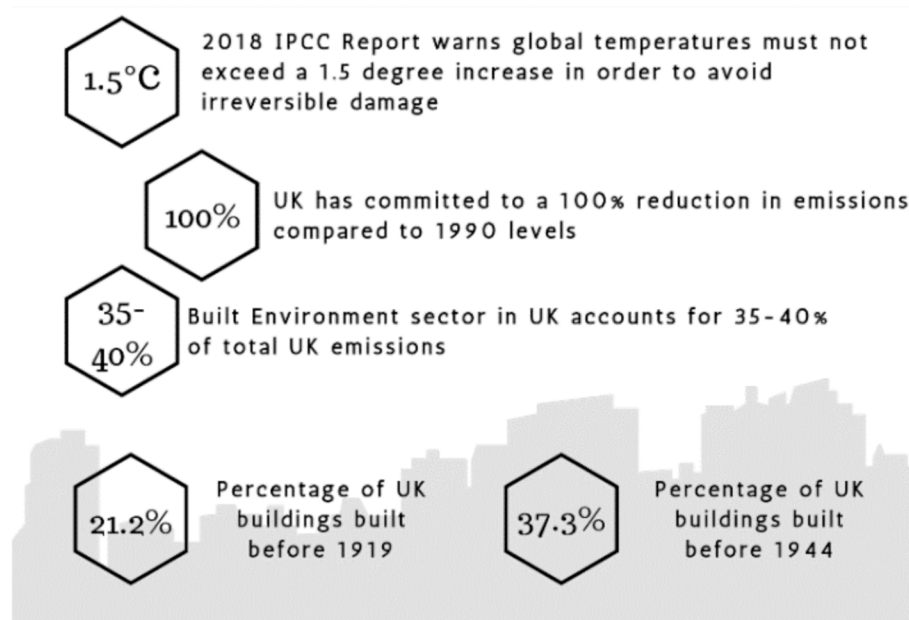 1.5°C
2018 IPCC Report warns global temperatures must not
exceed a 1.5 degree increase in order to avoid
irreversible damage
100%
UK has committed to a 100% reduction in emissions
compared to 1990 levels
35-
40%
Built Environment sector in UK accounts for 35-40%
of total UK emissions
21.2%
Percentage of UK
buildings built
before 1919
37.3%
Percentage of UK
buildings built
before 1944